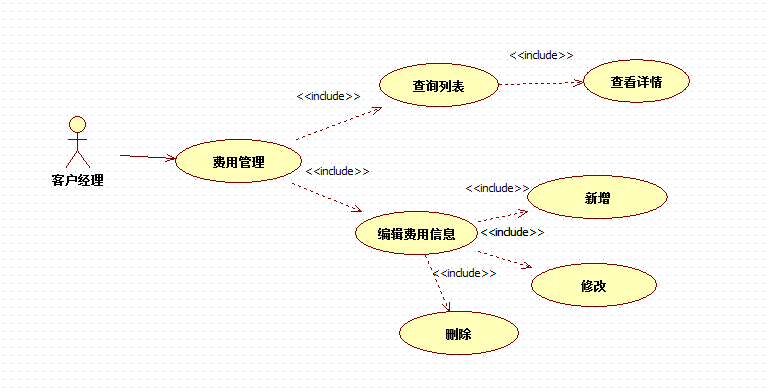 <<include>>
查询列表
查看详情
<<include>>
客户经理
费用管理
<<include>>
<<include>>
新增
编辑费用信息
<<include>>
<<include>>
修改
删除